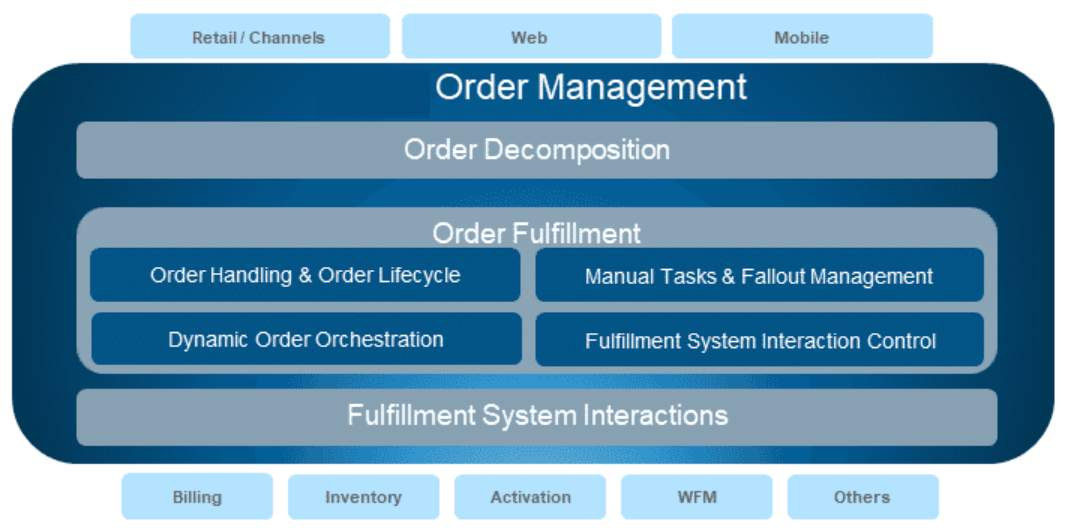 Retail / Channels
Web
Mobile
Order Management
Order Decomposition
Order Fulfillment
Order Handling & Order Lifecycle
Manual Tasks & Fallout Management
Dynamic Order Orchestration
Fulfillment System Interaction Control
Fulfillment System Interactions
Billing
Inventory
Activation
WFM
Others